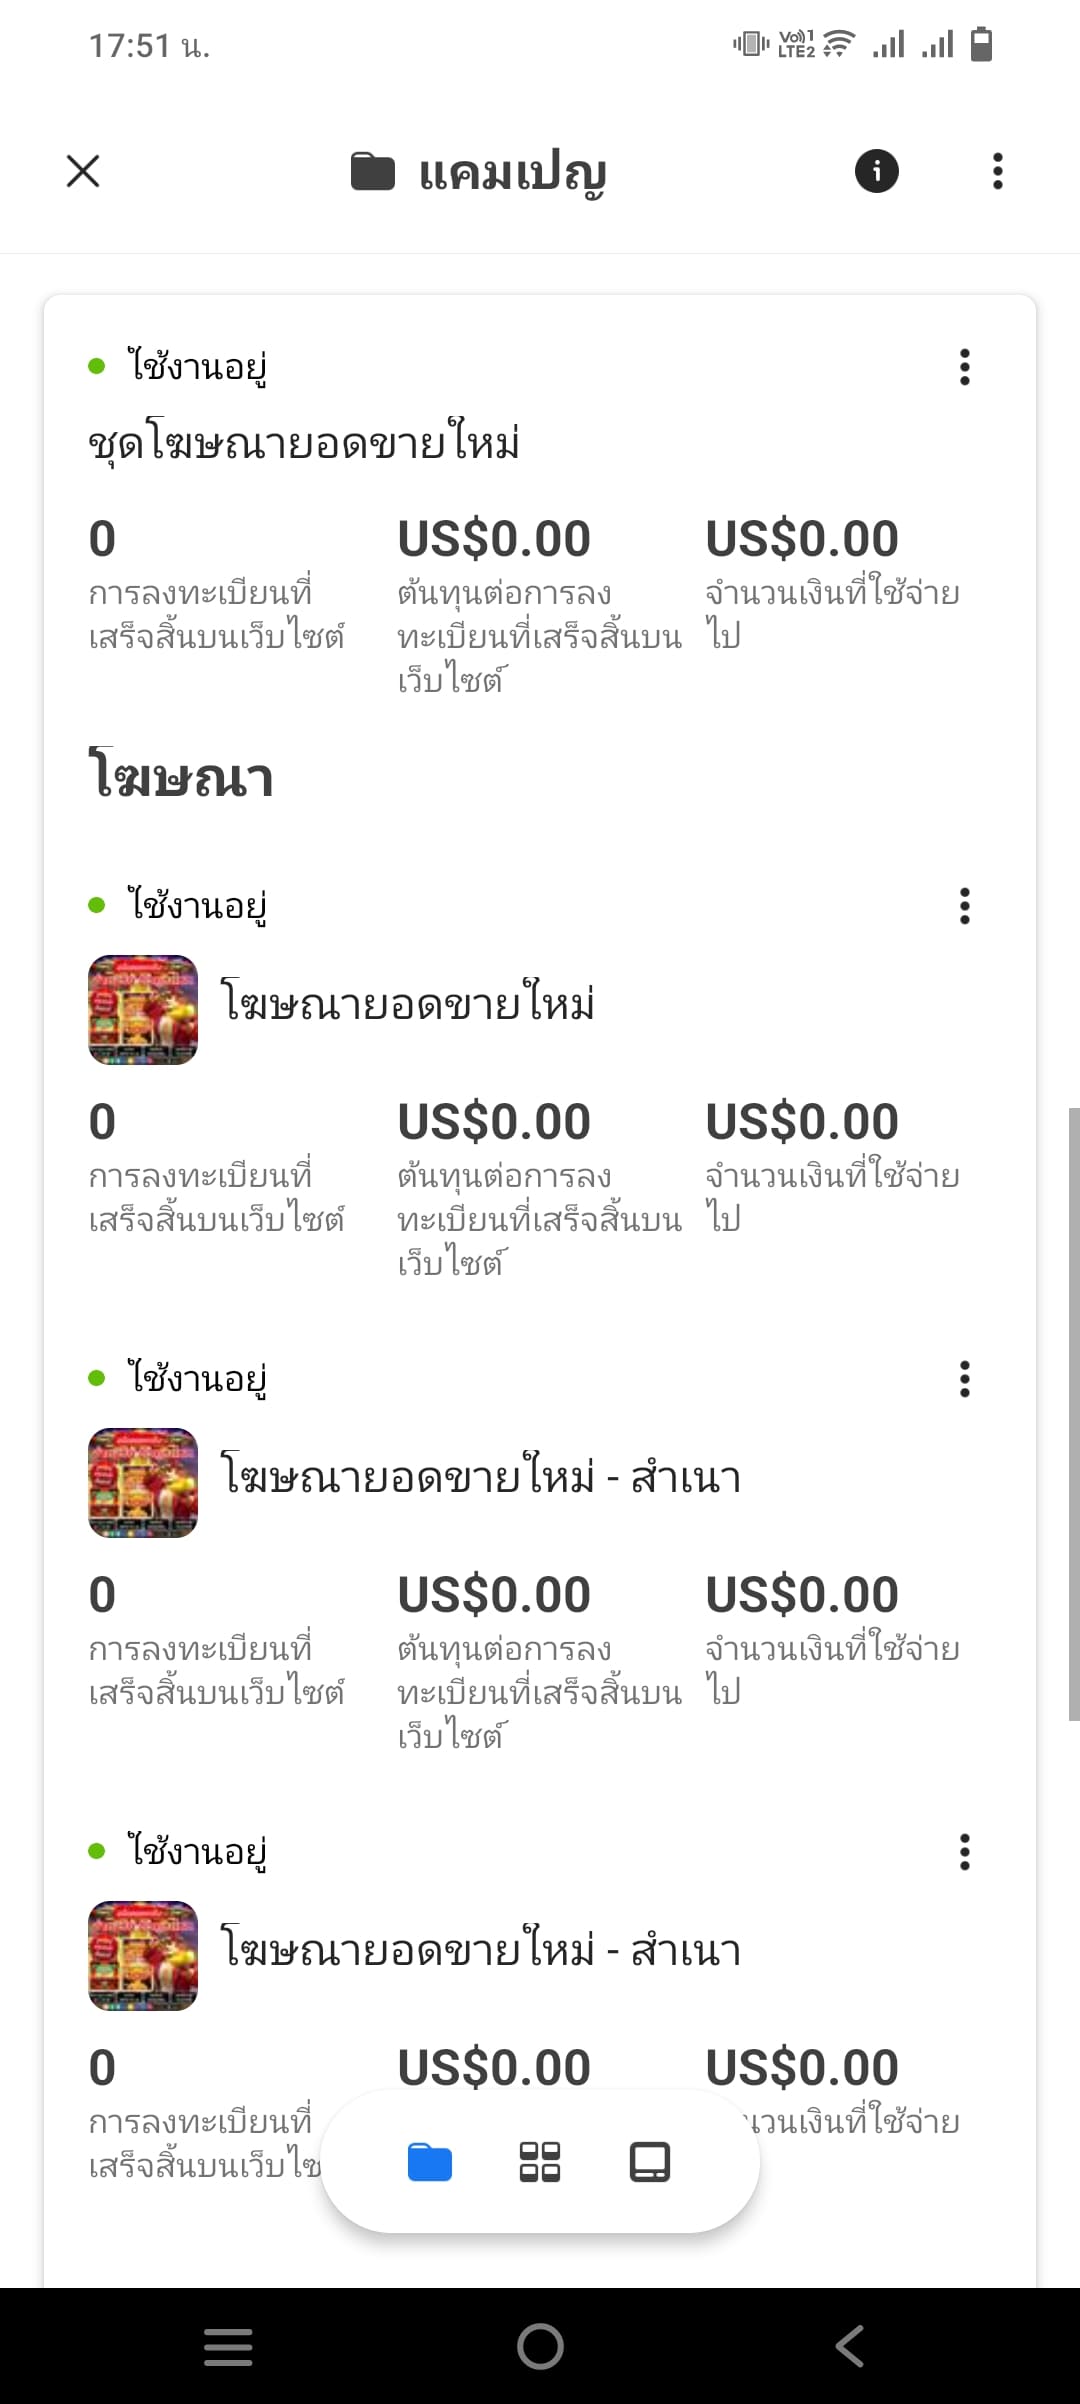 17:51 น.
Vo))1
LTE2
แคมเปญ
ใช้งานอยู่
ชุดโฆษณายอดขายใหม่
0
US$0.00
US$0.00
การลงทะเบียนที่
เสร็จสิ้นบนเว็บไซต์
ต้นทุนต่อการลง
ทะเบียนที่เสร็จสิ้นบน
เว็บไซต์
จำนวนเงินที่ใช้จ่าย
ไป
โฆษณา
ใช้งานอยู่
โฆษณายอดขายใหม่
0
US$0.00
US$0.00
การลงทะเบียนที่
เสร็จสิ้นบนเว็บไซต์
ต้นทุนต่อการลง
ทะเบียนที่เสร็จสิ้นบน
เว็บไซต์
จำนวนเงินที่ใช้จ่าย
ไป
ใช้งานอยู่
โฆษณายอดขายใหม่ - สำเนา
0
US$0.00
US$0.00
การลงทะเบียนที่
เสร็จสิ้นบนเว็บไซต์
ต้นทุนต่อการลง
ทะเบียนที่เสร็จสิ้นบน
เว็บไซต์
จำนวนเงินที่ใช้จ่าย
ไป
ใช้งานอยู่
โฆษณายอดขายใหม่ - สำเนา
0
US$0.00
US$0.00
การลงทะเบียนที่
เสร็จสิ้นบนเว็บไซ
นวนเงินที่ใช้จ่าย